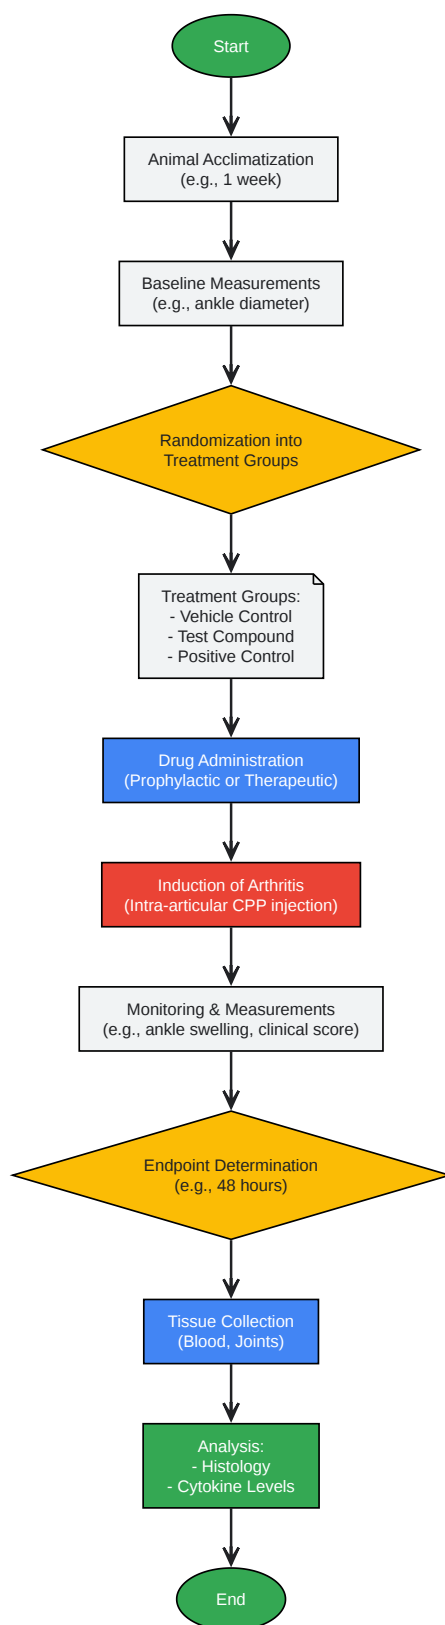 Start
Animal Acclimatization
(e.g., 1 week)
Baseline Measurements
(e.g., ankle diameter)
Randomization into
Treatment Groups
Treatment Groups:
- Vehicle Control
- Test Compound
- Positive Control
Drug Administration
(Prophylactic or Therapeutic)
Induction of Arthritis
(Intra-articular CPP injection)
Monitoring & Measurements
(e.g., ankle swelling, clinical score)
Endpoint Determination
(e.g., 48 hours)
Tissue Collection
(Blood, Joints)
Analysis:
- Histology
- Cytokine Levels
End